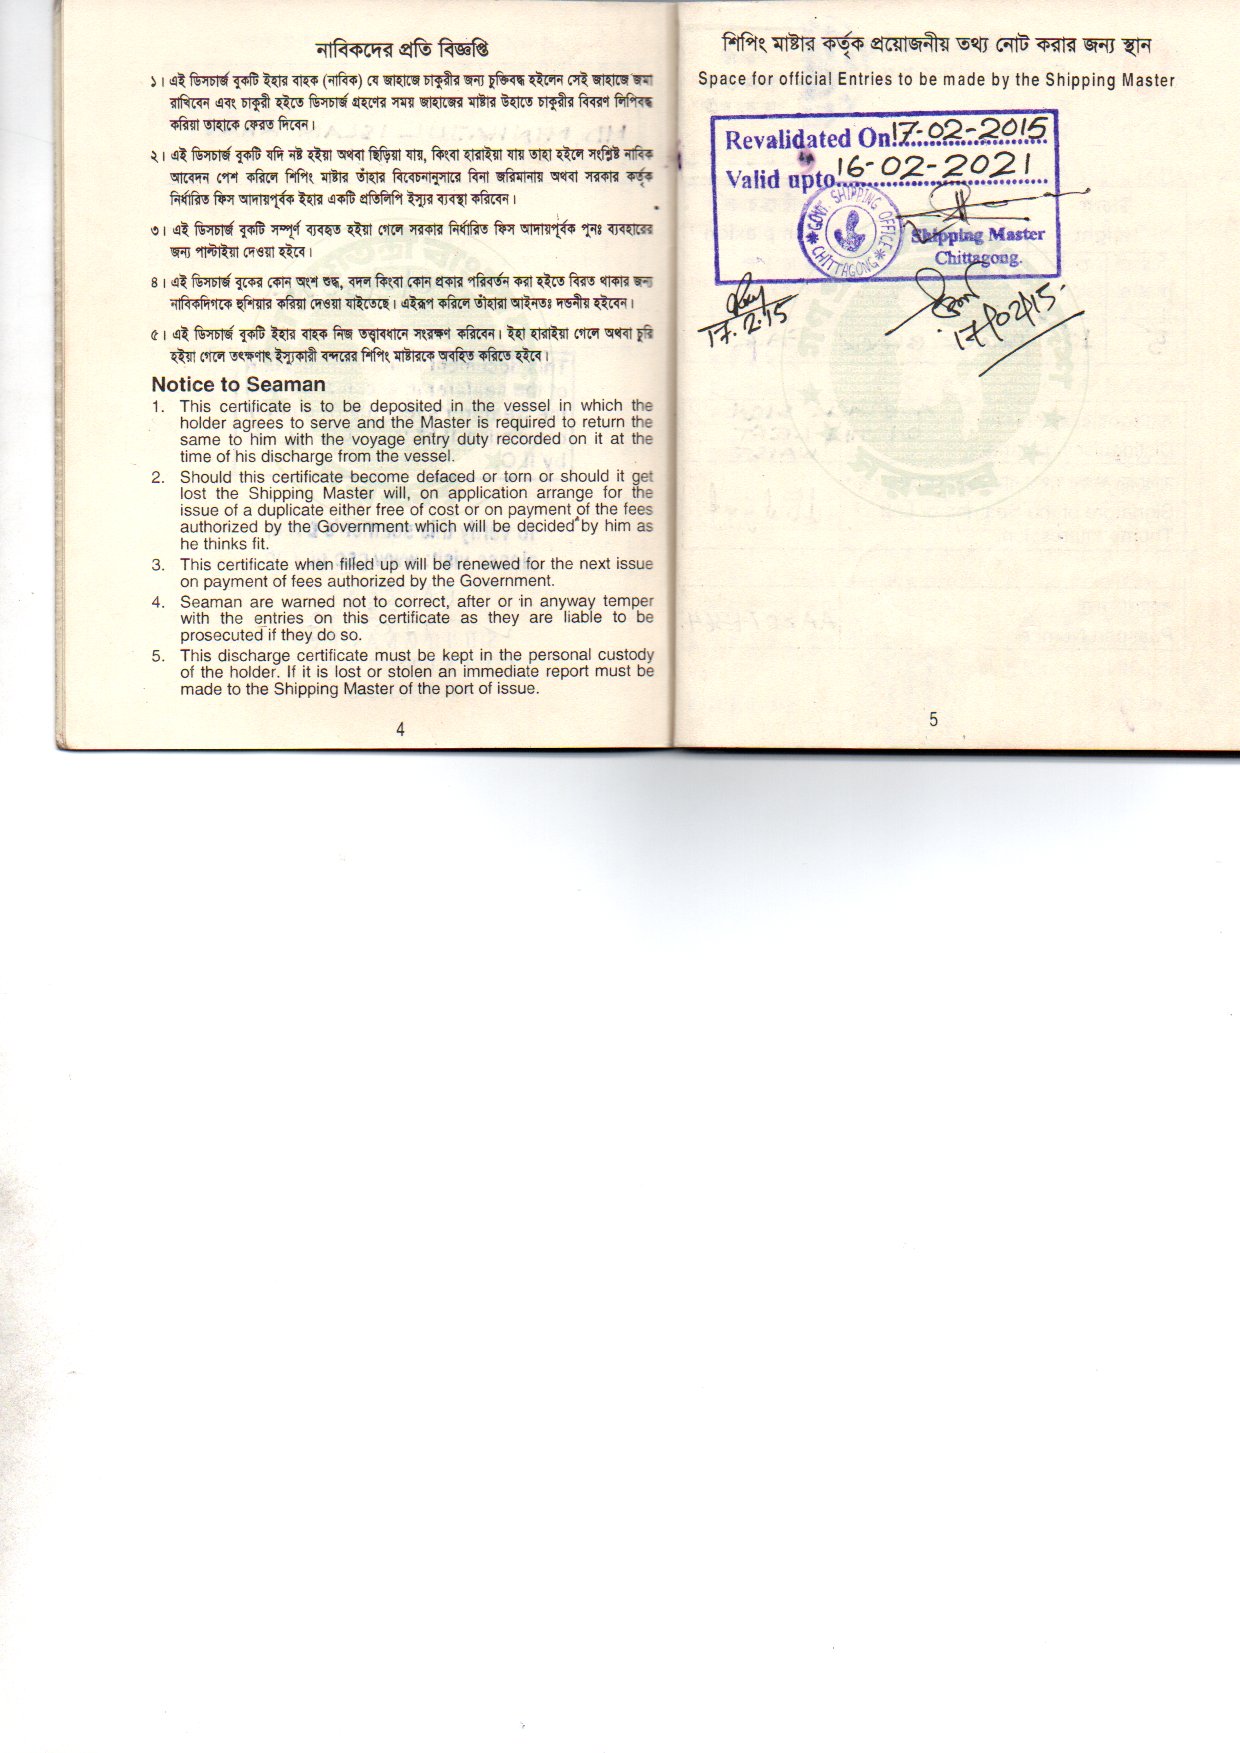 নাবিকদের প্রতি বিজ্ঞপ্তি
১। এই ডিসচার্জ বুকটি ইহার বাহক (নাবিক) যে জাহাজে চাকুরীর জন্য চুক্তিবদ্ধ হইলেন সেই জাহাজে জমা
রাখিবেন এবং চাকুরী হইতে ডিসচার্জ গ্রহণের সময় জাহাজের মাষ্টার উহাতে চাকুরীর বিবরণ লিপিবদ্ধ
করিয়া তাহাকে ফেরত দিবেন।
২। এই ডিসচার্জ বুকটি যদি নষ্ট হইয়া অথবা ছিঁড়িয়া যায়, কিংবা হারাইয়া যায় তাহা হইলে সংশ্লিষ্ট নাবিক
আবেদন পেশ করিলে শিপিং মাষ্টার তাঁহার বিবেচনানুসারে বিনা জরিমানায় অথবা সরকার কর্তৃক
নির্ধারিত ফিস আদায়পূর্বক ইহার একটি প্রতিলিপি ইস্যুর ব্যবস্থা করিবেন।
৩। এই ডিসচার্জ বুকটি সম্পূর্ণ ব্যবহৃত হইয়া গেলে সরকার নির্ধারিত ফিস আদায়পূর্বক পুনঃ ব্যবহারের
জন্য পাল্টাইয়া দেওয়া হইবে।
৪। এই ডিসচার্জ বুকের কোন অংশ শুদ্ধ, বদল কিংবা কোন প্রকার পরিবর্তন করা হইতে বিরত থাকার জন্য
নাবিকদিগকে হুশিয়ার করিয়া দেওয়া যাইতেছে। এইরূপ করিলে তাঁহারা আইনতঃ দন্ডনীয় হইবেন।
৫। এই ডিসচার্জ বুকটি ইহার বাহক নিজ তত্ত্বাবধানে সংরক্ষণ করিবেন। ইহা হারাইয়া গেলে অথবা চুরি
হইয়া গেলে তৎক্ষণাৎ ইস্যুকারী বন্দরের শিপিং মাষ্টারকে অবহিত করিতে হইবে।
Notice to Seaman
1. This certificate is to be deposited in the vessel in which the
holder agrees to serve and the Master is required to return the
same to him with the voyage entry duty recorded on it at the
time of his discharge from the vessel.
2. Should this certificate become defaced or torn or should it get
lost the Shipping Master will, on application arrange for the
issue of a duplicate either free of cost or on payment of the fees
authorized by the Government which will be decided by him as
he thinks fit.
3. This certificate when filled up will be renewed for the next issue
on payment of fees authorized by the Government.
4. Seaman are warned not to correct, after or in anyway temper
with the entries on this certificate as they are liable to be
prosecuted if they do so.
5. This discharge certificate must be kept in the personal custody
of the holder. If it is lost or stolen an immediate report must be
made to the Shipping Master of the port of issue.
4
শিপিং মাষ্টার কর্তৃক প্রয়োজনীয় তথ্য নোট করার জন্য স্থান
Space for official Entries to be made by the Shipping Master
Revalidated On: 17-02-2015
Valid upto 16-02-2021
GOVT. SHIPPING OFFICE
CHITTAGONG
Shipping Master
Chittagong.
17.2.15
17/02/15
সরকার
5